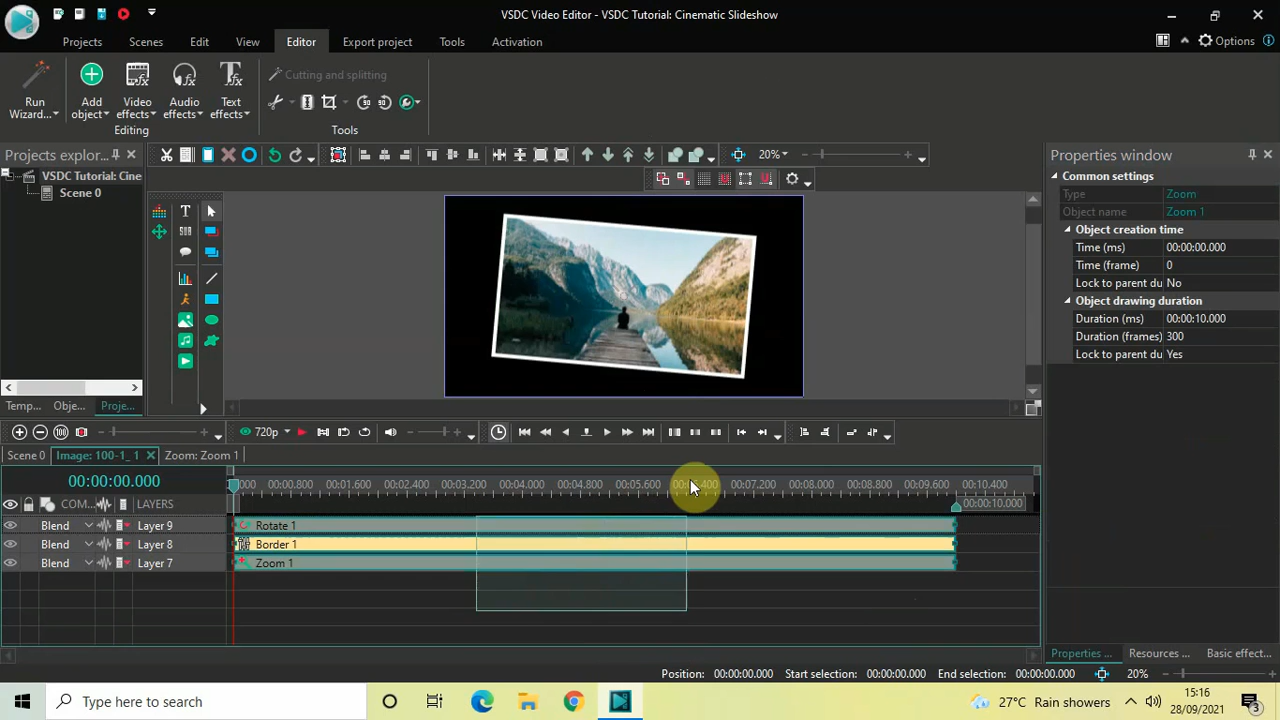 VSDC Video Editor - VSDC Tutorial: Cinematic Slideshow
Projects Scenes Edit View Editor Export project Tools Activation
Options
Run Wizard...
Add object
Video effects
Audio effects
Text effects
Cutting and splitting
Editing
Tools
Projects explor...
VSDC Tutorial: Cine
Scene 0
20%
Temp... Obje... Proje...
Properties window
Common settings
Type Zoom
Object name Zoom 1
Object creation time
Time (ms) 00:00:00.000
Time (frame) 0
Lock to parent du No
Object drawing duration
Duration (ms) 00:00:10.000
Duration (frames) 300
Lock to parent du Yes
720p
Scene 0 Image: 100-1_ 1 Zoom: Zoom 1
00:00:00.000
000 00:00.800 00:01.600 00:02.400 00:03.200 00:04.000 00:04.800 00:05.600 00:07.200 00:08.000 00:08.800 00:09.600 00:10.400
00:00:10.000
COM... LAYERS
Blend Layer 9 Rotate 1
Blend Layer 8 Border 1
Blend Layer 7 Zoom 1
Properties ... Resources ... Basic effect...
Position: 00:00:00.000 Start selection: 00:00:00.000 End selection: 00:00:00.000 20%
Type here to search
27°C Rain showers
15:16
28/09/2021
3